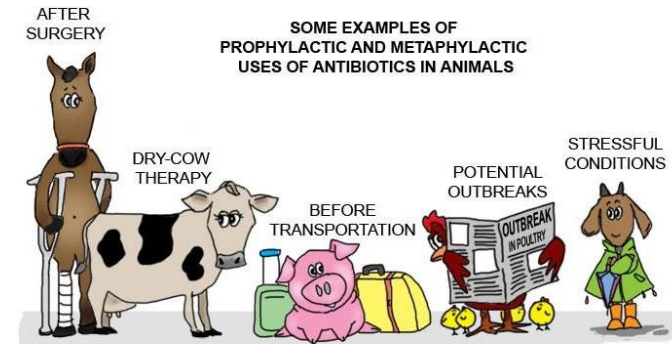 AFTER
SURGERY
SOME EXAMPLES OF
PROPHYLACTIC AND METAPHYLACTIC
USES OF ANTIBIOTICS IN ANIMALS
DRY-COW
THERAPY
BEFORE
TRANSPORTATION
POTENTIAL
OUTBREAKS
OUTBREAK
IN POULTRY
STRESSFUL
CONDITIONS